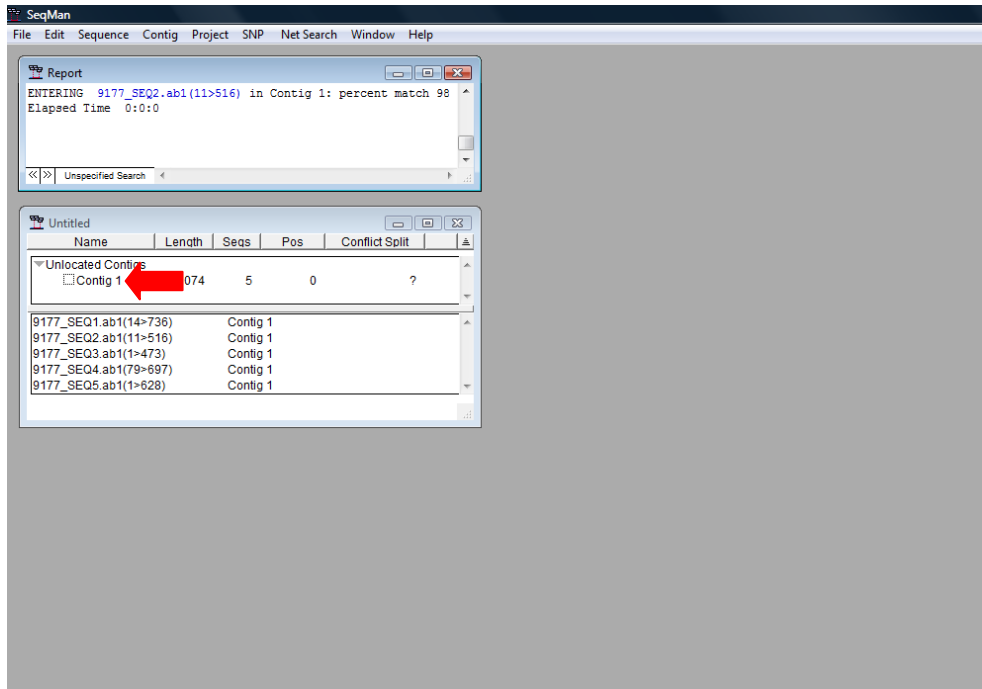 SeqMan
File Edit Sequence Contig Project SNP Net Search Window Help
Report
ENTERING 9177_SEQ2.ab1(11>516) in Contig 1: percent match 98
Elapsed Time 0:0:0
Unspecified Search
Untitled
Name Length Seqs Pos Conflict Split
Unlocated Contigs
Contig 1 074 5 0 ?
9177_SEQ1.ab1(14>736) Contig 1
9177_SEQ2.ab1(11>516) Contig 1
9177_SEQ3.ab1(1>473) Contig 1
9177_SEQ4.ab1(79>697) Contig 1
9177_SEQ5.ab1(1>628) Contig 1